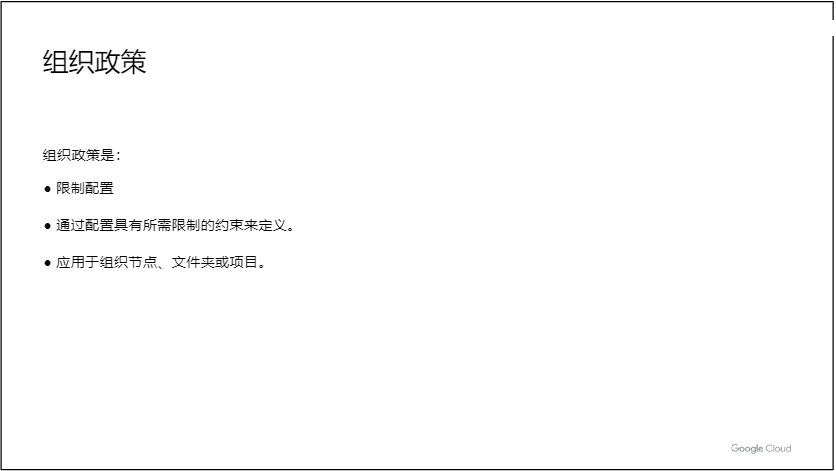 组织政策
组织政策是：
● 限制配置
● 通过配置具有所需限制的约束来定义。
● 应用于组织节点、文件夹或项目。
Google Cloud